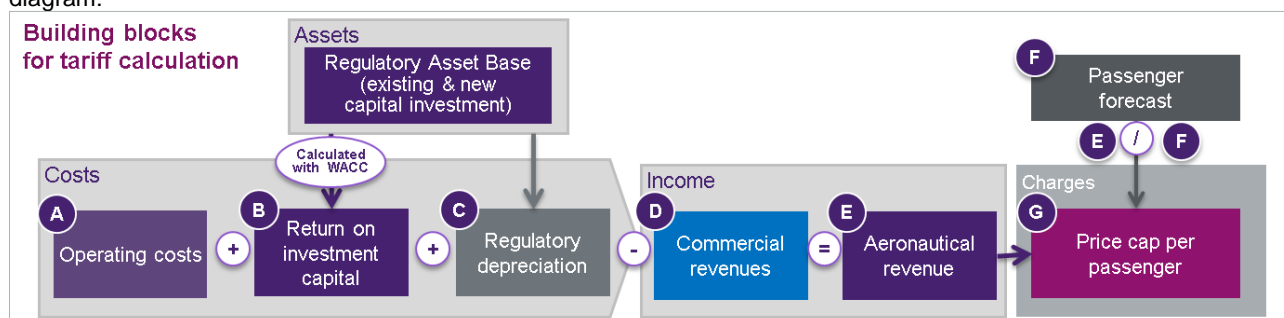 diagram.
Building blocks
for tariff calculation
Assets
Regulatory Asset Base
(existing & new
capital investment)
F
Passenger
forecast
E / F
Calculated
with WACC
Costs
A
Operating costs
+
B
Return on
investment
capital
+
C
Regulatory
depreciation
-
Income
D
Commercial
revenues
=
E
Aeronautical
revenue
Charges
G
Price cap per
passenger